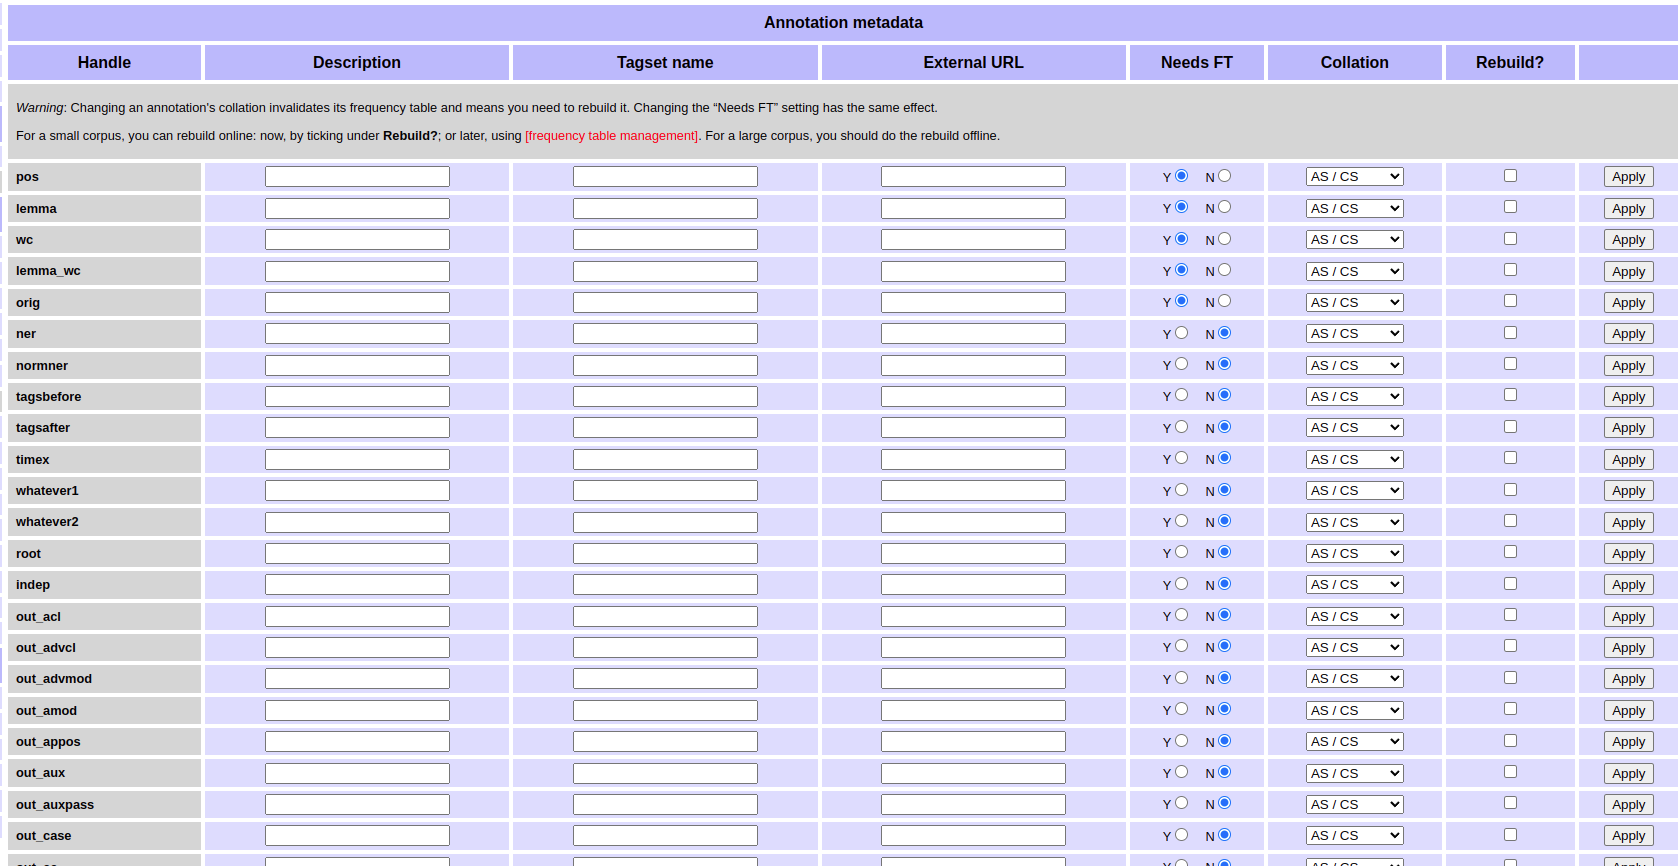 Annotation metadata
Handle Description Tagset name External URL Needs FT Collation Rebuild?
Warning: Changing an annotation's collation invalidates its frequency table and means you need to rebuild it. Changing the “Needs FT” setting has the same effect.
For a small corpus, you can rebuild online: now, by ticking under Rebuild?; or later, using [frequency table management]. For a large corpus, you should do the rebuild offline.
pos Y N AS / CS Apply
lemma Y N AS / CS Apply
wc Y N AS / CS Apply
lemma_wc Y N AS / CS Apply
orig Y N AS / CS Apply
ner Y N AS / CS Apply
normner Y N AS / CS Apply
tagsbefore Y N AS / CS Apply
tagsafter Y N AS / CS Apply
timex Y N AS / CS Apply
whatever1 Y N AS / CS Apply
whatever2 Y N AS / CS Apply
root Y N AS / CS Apply
indep Y N AS / CS Apply
out_acl Y N AS / CS Apply
out_advcl Y N AS / CS Apply
out_advmod Y N AS / CS Apply
out_amod Y N AS / CS Apply
out_appos Y N AS / CS Apply
out_aux Y N AS / CS Apply
out_auxpass Y N AS / CS Apply
out_case Y N AS / CS Apply